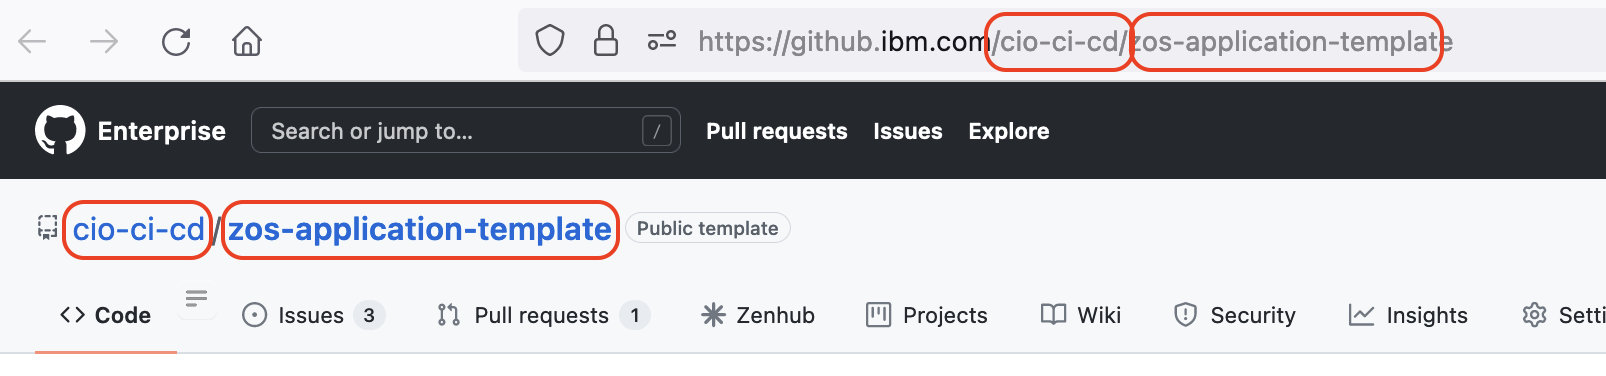 https://github.ibm.com/cio-ci-cd/zos-application-template
Enterprise Search or jump to... / Pull requests Issues Explore
cio-ci-cd/zos-application-template Public template
<> Code Issues 3 Pull requests 1 Zenhub Projects Wiki Security Insights Setti